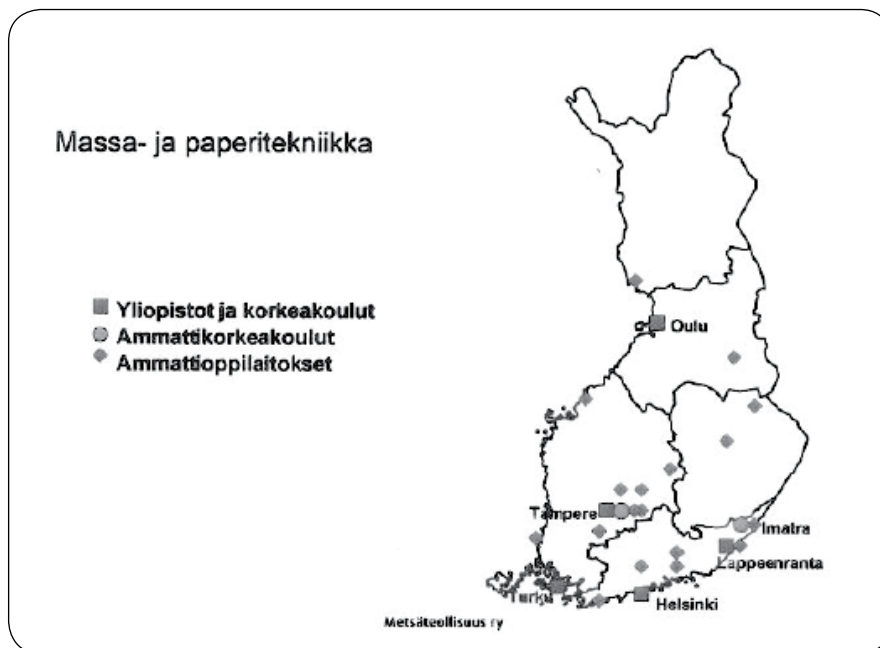 Massa- ja paperitekniikka
Yliopistot ja korkeakoulut
Ammattikorkeakoulut
Ammattioppilaitokset
Oulu
Tampere
Imatra
Lappeenranta
Turku
Helsinki
Metsäteollisuus ry